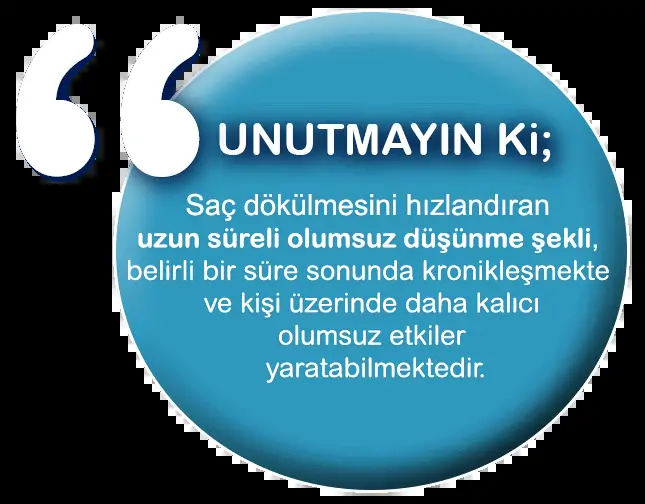 UNUTMAYIN Ki;
Saç dökülmesini hızlandıran
uzun süreli olumsuz düşünme şekli,
belirli bir süre sonunda kronikleşmekte
ve kişi üzerinde daha kalıcı
olumsuz etkiler
yaratabilmektedir.